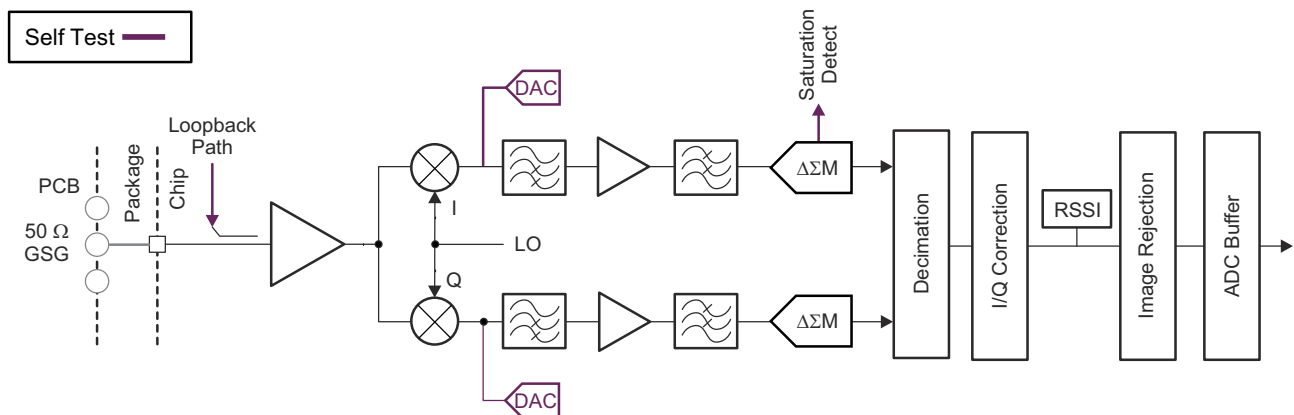 Self Test
DAC
Saturation
Detect
Loopback
Path
PCB
Package
Chip
50 Ω
GSG
I
LO
Q
ΔΣM
ΔΣM
DAC
Decimation
I/Q Correction
RSSI
Image Rejection
ADC Buffer